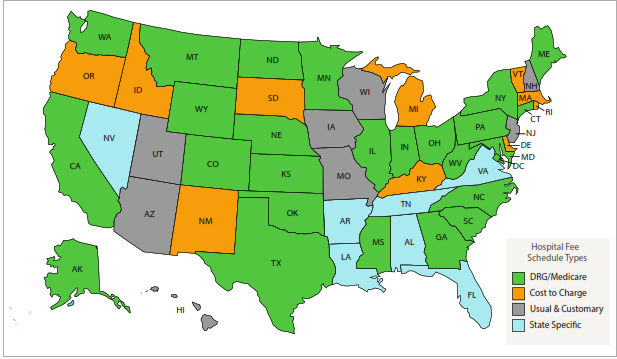 WA
ME
MT
ND
MN
VT
NH
OR
ID
SD
WI
MI
NY
MA
RI
CT
WY
IA
PA
NJ
NV
NE
IL
IN
OH
DE
MD
DC
UT
CO
WV
VA
CA
KS
MO
KY
NC
TN
AZ
NM
OK
AR
SC
MS
AL
GA
TX
LA
AK
FL
HI
Hospital Fee
Schedule Types
DRG/Medicare
Cost to Charge
Usual & Customary
State Specific